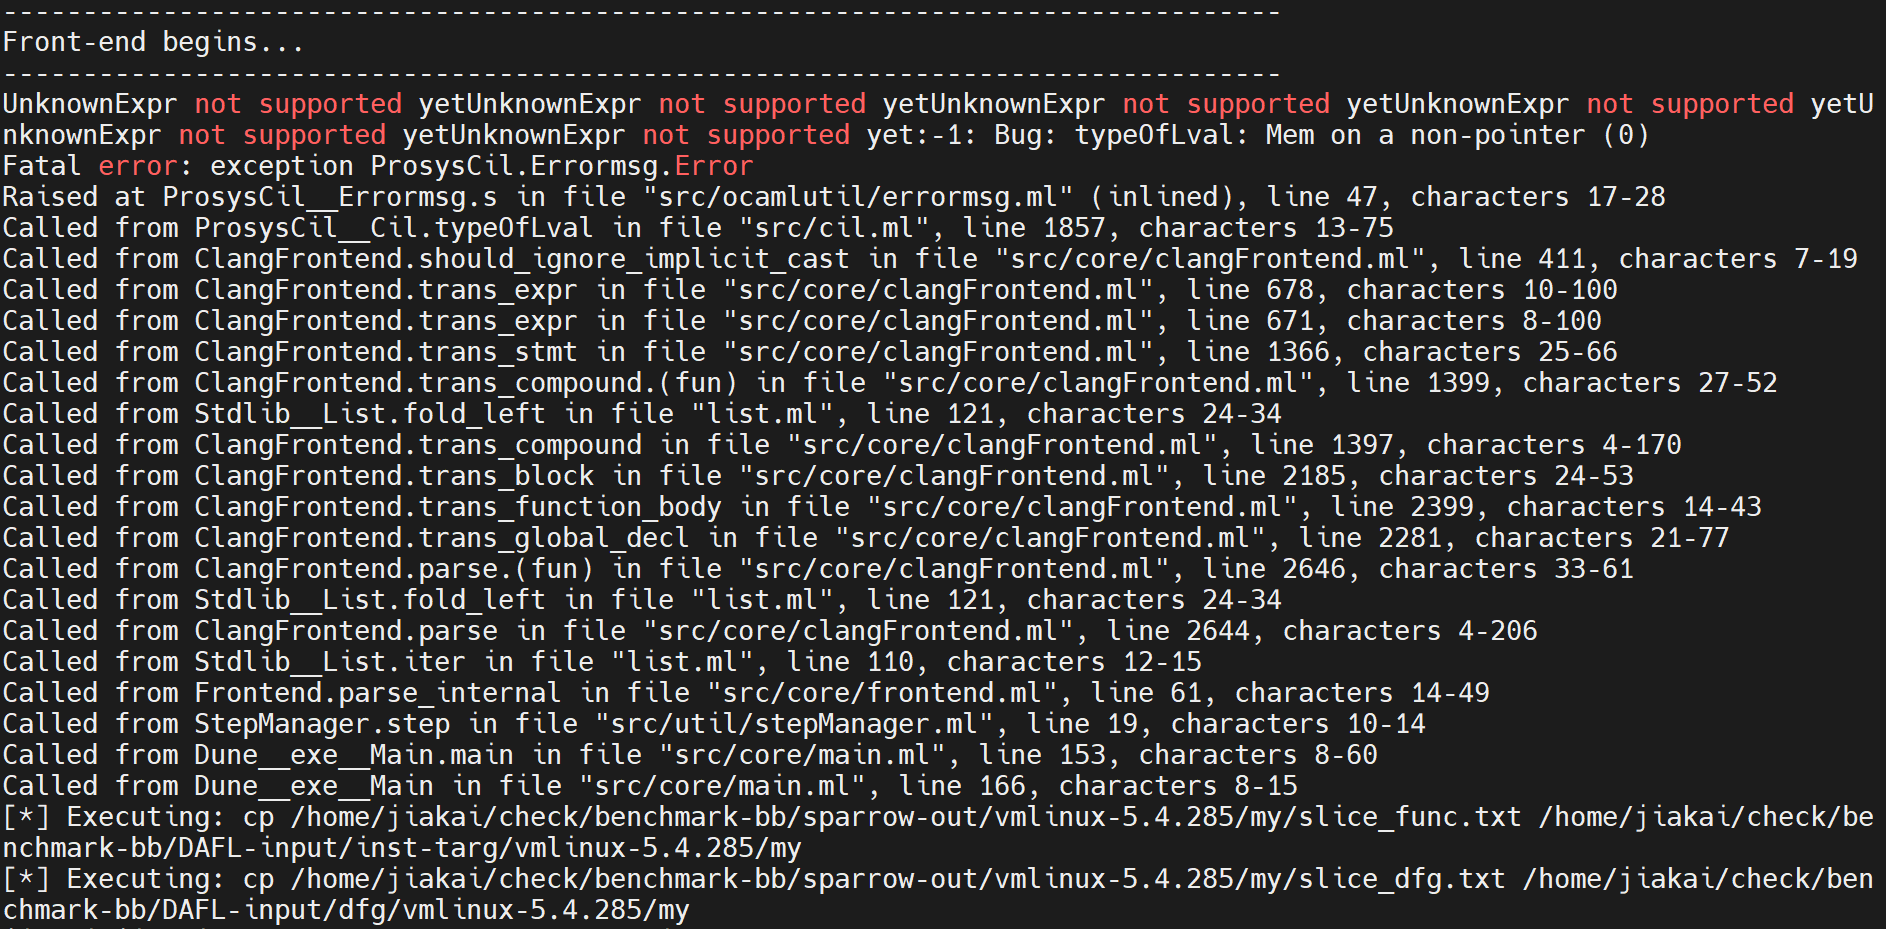 --------------------------------------------------------------------------------
Front-end begins...
--------------------------------------------------------------------------------
UnknownExpr not supported yetUnknownExpr not supported yetUnknownExpr not supported yetUnknownExpr not supported yetU
nknownExpr not supported yetUnknownExpr not supported yet:-1: Bug: typeOfLval: Mem on a non-pointer (0)
Fatal error: exception ProsysCil.Errormsg.Error
Raised at ProsysCil__Errormsg.s in file "src/ocamlutil/errormsg.ml" (inlined), line 47, characters 17-28
Called from ProsysCil__Cil.typeOfLval in file "src/cil.ml", line 1857, characters 13-75
Called from ClangFrontend.should_ignore_implicit_cast in file "src/core/clangFrontend.ml", line 411, characters 7-19
Called from ClangFrontend.trans_expr in file "src/core/clangFrontend.ml", line 678, characters 10-100
Called from ClangFrontend.trans_expr in file "src/core/clangFrontend.ml", line 671, characters 8-100
Called from ClangFrontend.trans_stmt in file "src/core/clangFrontend.ml", line 1366, characters 25-66
Called from ClangFrontend.trans_compound.(fun) in file "src/core/clangFrontend.ml", line 1399, characters 27-52
Called from Stdlib__List.fold_left in file "list.ml", line 121, characters 24-34
Called from ClangFrontend.trans_compound in file "src/core/clangFrontend.ml", line 1397, characters 4-170
Called from ClangFrontend.trans_block in file "src/core/clangFrontend.ml", line 2185, characters 24-53
Called from ClangFrontend.trans_function_body in file "src/core/clangFrontend.ml", line 2399, characters 14-43
Called from ClangFrontend.trans_global_decl in file "src/core/clangFrontend.ml", line 2281, characters 21-77
Called from ClangFrontend.parse.(fun) in file "src/core/clangFrontend.ml", line 2646, characters 33-61
Called from Stdlib__List.fold_left in file "list.ml", line 121, characters 24-34
Called from ClangFrontend.parse in file "src/core/clangFrontend.ml", line 2644, characters 4-206
Called from Stdlib__List.iter in file "list.ml", line 110, characters 12-15
Called from Frontend.parse_internal in file "src/core/frontend.ml", line 61, characters 14-49
Called from StepManager.step in file "src/util/stepManager.ml", line 19, characters 10-14
Called from Dune__exe__Main.main in file "src/core/main.ml", line 153, characters 8-60
Called from Dune__exe__Main in file "src/core/main.ml", line 166, characters 8-15
[*] Executing: cp /home/jiakai/check/benchmark-bb/sparrow-out/vmlinux-5.4.285/my/slice_func.txt /home/jiakai/check/be
nchmark-bb/DAFL-input/inst-targ/vmlinux-5.4.285/my
[*] Executing: cp /home/jiakai/check/benchmark-bb/sparrow-out/vmlinux-5.4.285/my/slice_dfg.txt /home/jiakai/check/ben
chmark-bb/DAFL-input/dfg/vmlinux-5.4.285/my